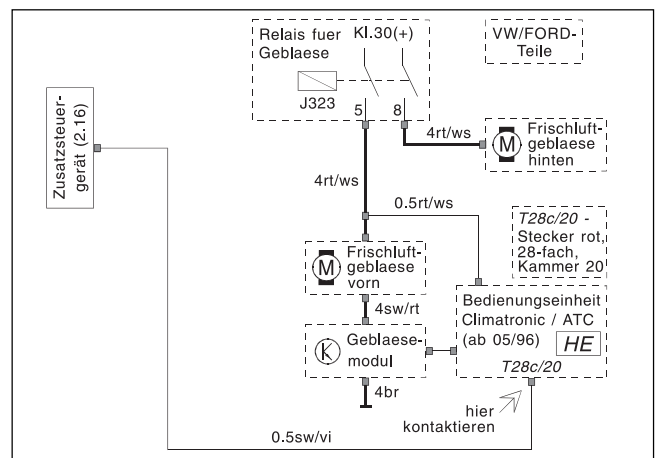 Relais fuer Kl.30(+)
Geblaese
J323
5 8
VW/FORD-
Teile
Zusatzsteuer-
gerät (2.16)
4rt/ws
M
Frischluft-
geblaese
hinten
4rt/ws
0.5rt/ws
T28c/20 -
Stecker rot,
28-fach,
Kammer 20
M
Frischluft-
geblaese
vorn
4sw/rt
K
Geblaese-
modul
4br
Bedienungseinheit
Climatronic / ATC
(ab 05/96) HE
T28c/20
hier
kontaktieren
0.5sw/vi